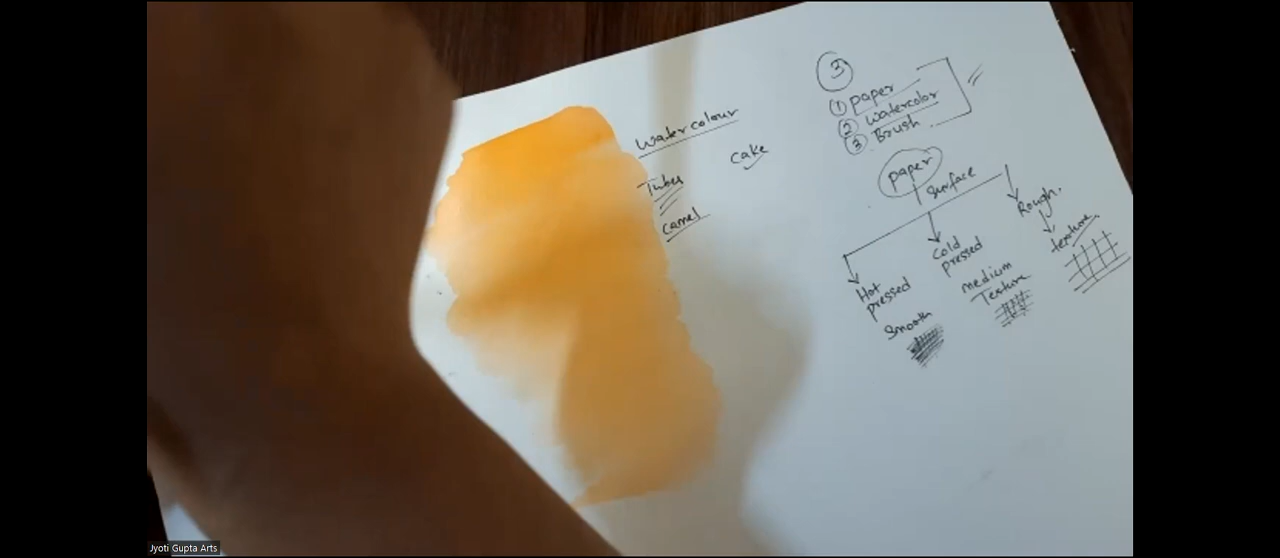 Watercolour
Cake
Tubes
Camel
3
① paper
② watercolor
③ Brush
paper
Surface
Hot
pressed
Smooth
Cold
pressed
medium
Texture
Rough.
texture.
Jyoti Gupta Arts